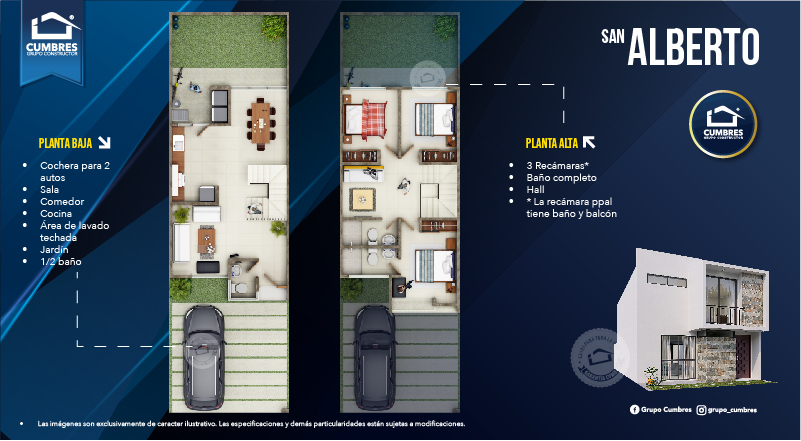 CUMBRES
GRUPO CONSTRUCTOR
SAN ALBERTO
CUMBRES
GRUPO CONSTRUCTOR
PLANTA BAJA
• Cochera para 2
autos
• Sala
• Comedor
• Cocina
• Área de lavado
techada
• Jardín
• 1/2 baño
PLANTA ALTA
• 3 Recámaras*
• Baño completo
• Hall
• * La recámara ppal
tiene baño y balcón
Grupo Cumbres
grupo_cumbres
• Las imágenes son exclusivamente de caracter ilustrativo. Las especificaciones y demás particularidades están sujetas a modificaciones.